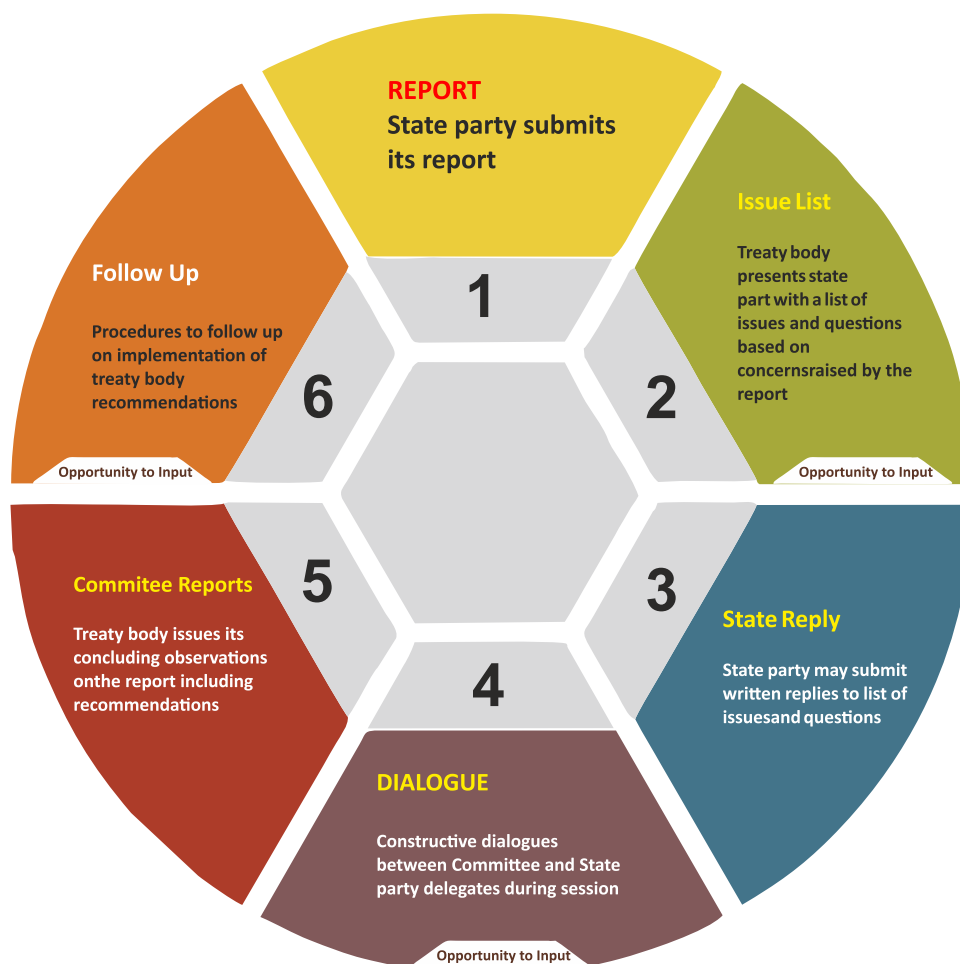 REPORT
State party submits
its report
1
Issue List
Treaty body
presents state
part with a list of
issues and questions
based on
concernsraised by the
report
2
Opportunity to Input
3
State Reply
State party may submit
written replies to list of
issuesand questions
4
DIALOGUE
Constructive dialogues
between Committee and State
party delegates during session
Opportunity to Input
5
Commitee Reports
Treaty body issues its
concluding observations
onthe report including
recommendations
6
Follow Up
Procedures to follow up
on implementation of
treaty body
recommendations
Opportunity to Input